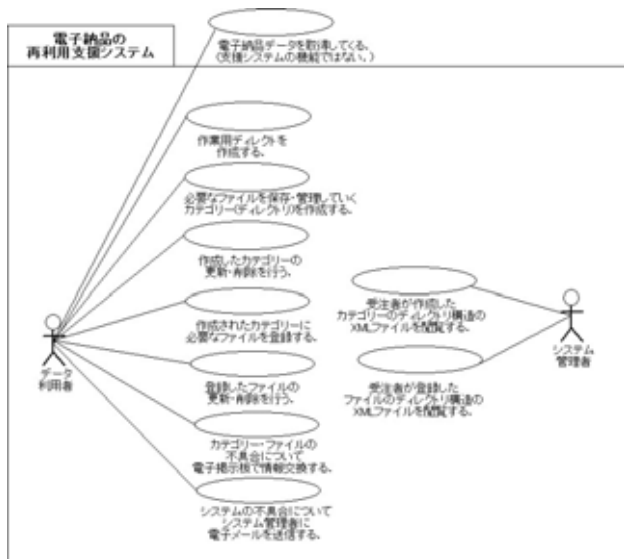 電子納品の
再利用支援システム
電子納品データを取得してくる。
(支援システムの機能ではない。)
作業用ディレクトを
作成する。
必要なファイルを保存・管理していく
カテゴリー(ディレクトリ)を作成する。
作成したカテゴリーの
更新・削除を行う。
作成されたカテゴリーに
必要なファイルを登録する。
登録したファイルの
更新・削除を行う。
カテゴリー・ファイルの
不具合について
電子掲示板で情報交換する。
システムの不具合について
システム管理者に
電子メールを送信する。
データ
利用者
受注者が作成した
カテゴリーのディレクトリ構造の
XMLファイルを閲覧する。
受注者が登録した
ファイルのディレクトリ構造の
XMLファイルを閲覧する。
システム
管理者